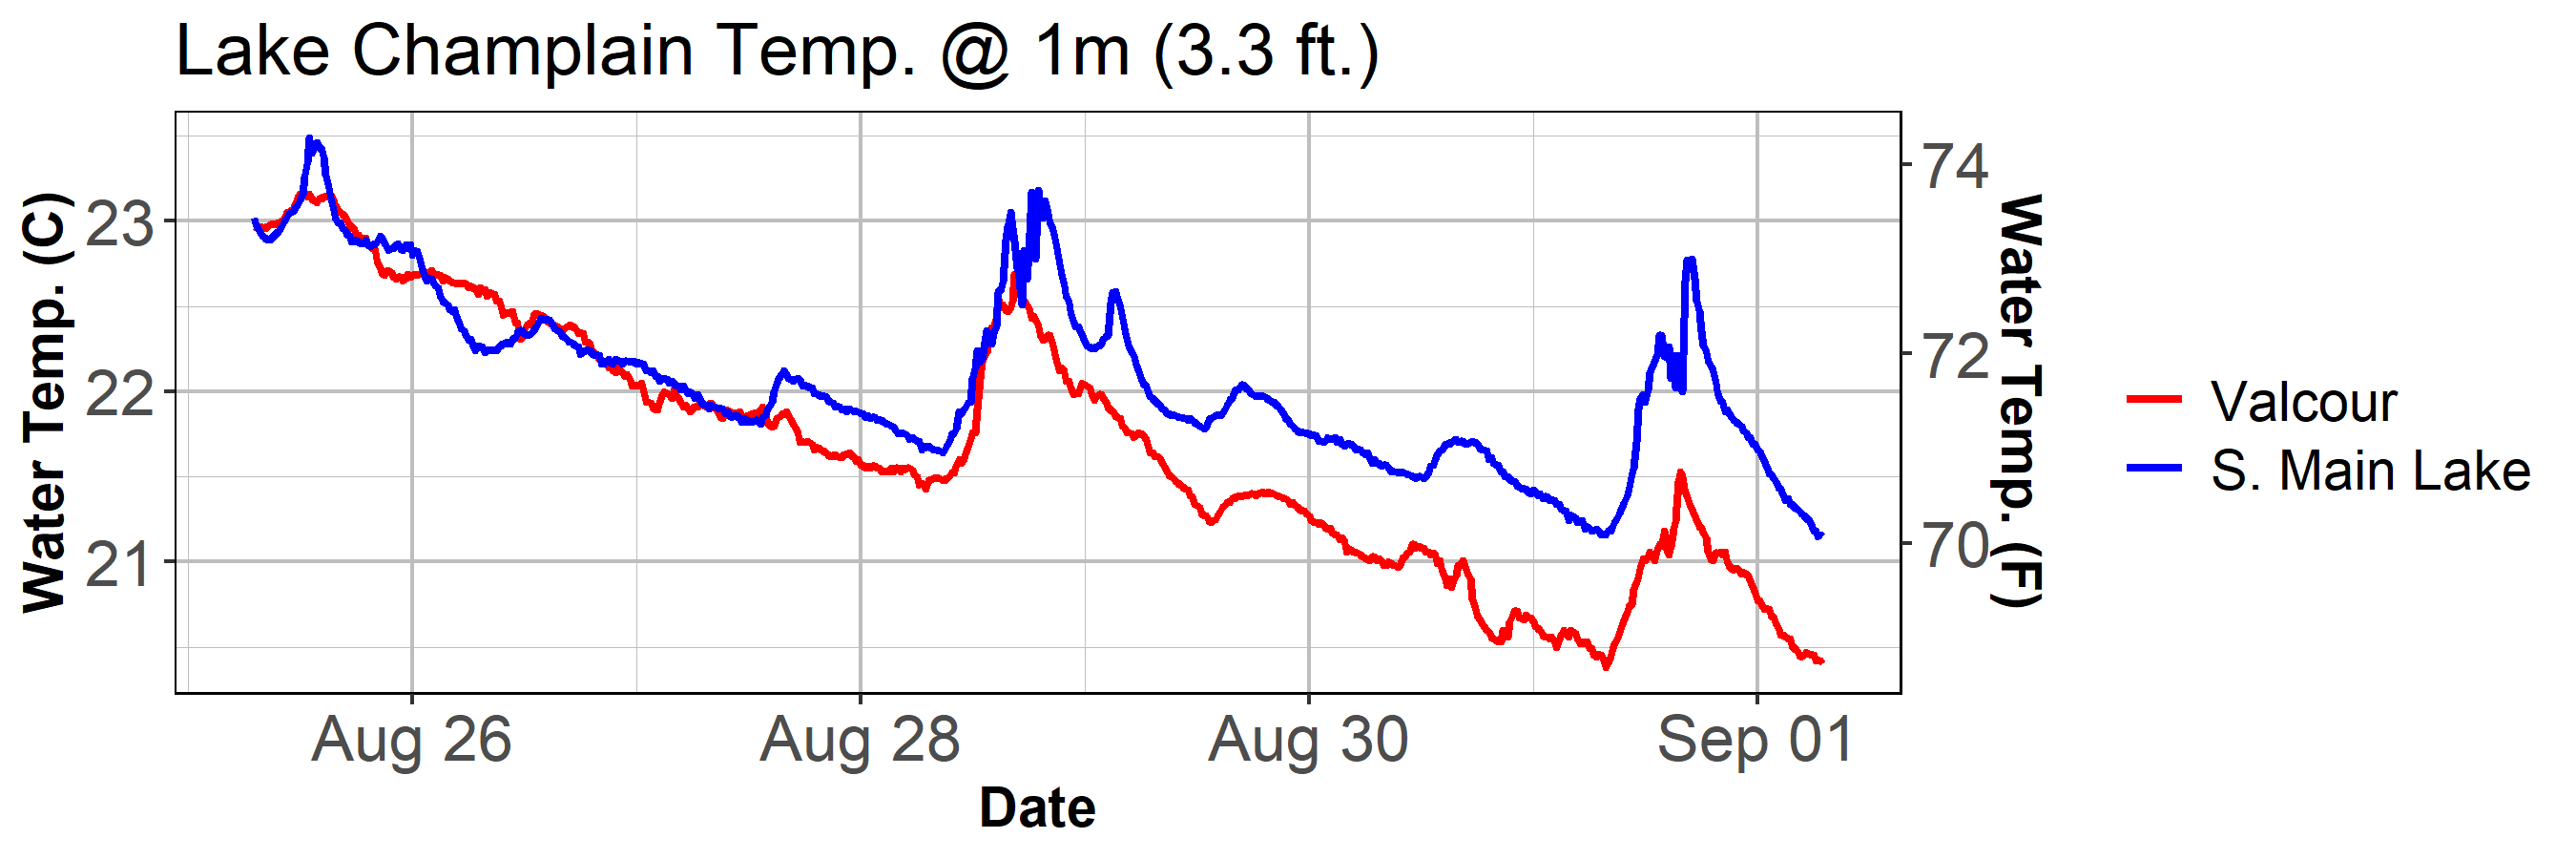 Lake Champlain Temp. @ 1m (3.3 ft.)
Water Temp. (C)
23
22
21
74
72
70
Water Temp. (F)
Aug 26
Aug 28
Aug 30
Sep 01
Date
Valcour
S. Main Lake